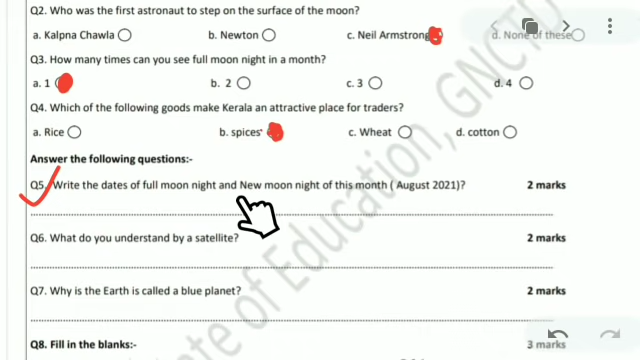 Q2. Who was the first astronaut to step on the surface of the moon?
a. Kalpna Chawla b. Newton c. Neil Armstrong d. None of these
Q3. How many times can you see full moon night in a month?
a. 1 b. 2 c. 3 d. 4
Q4. Which of the following goods make Kerala an attractive place for traders?
a. Rice b. spices c. Wheat d. cotton
Answer the following questions:-
Q5. Write the dates of full moon night and New moon night of this month ( August 2021)? 2 marks
Q6. What do you understand by a satellite? 2 marks
Q7. Why is the Earth is called a blue planet? 2 marks
Q8. Fill in the blanks:- 3 marks
ate of Education, GNCTD